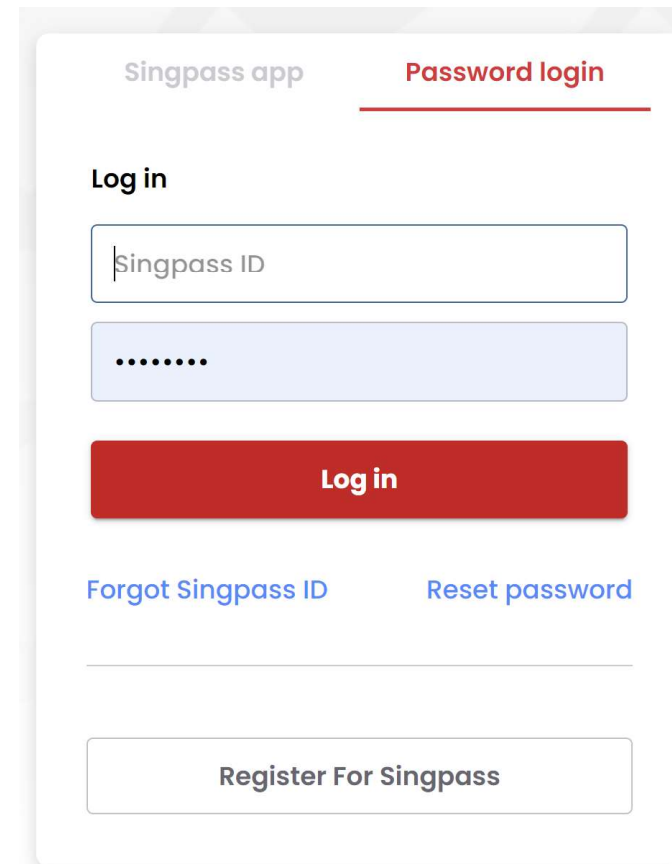 Singpass app
Password login
Log in
Singpass ID
••••••••
Log in
Forgot Singpass ID
Reset password
Register For Singpass